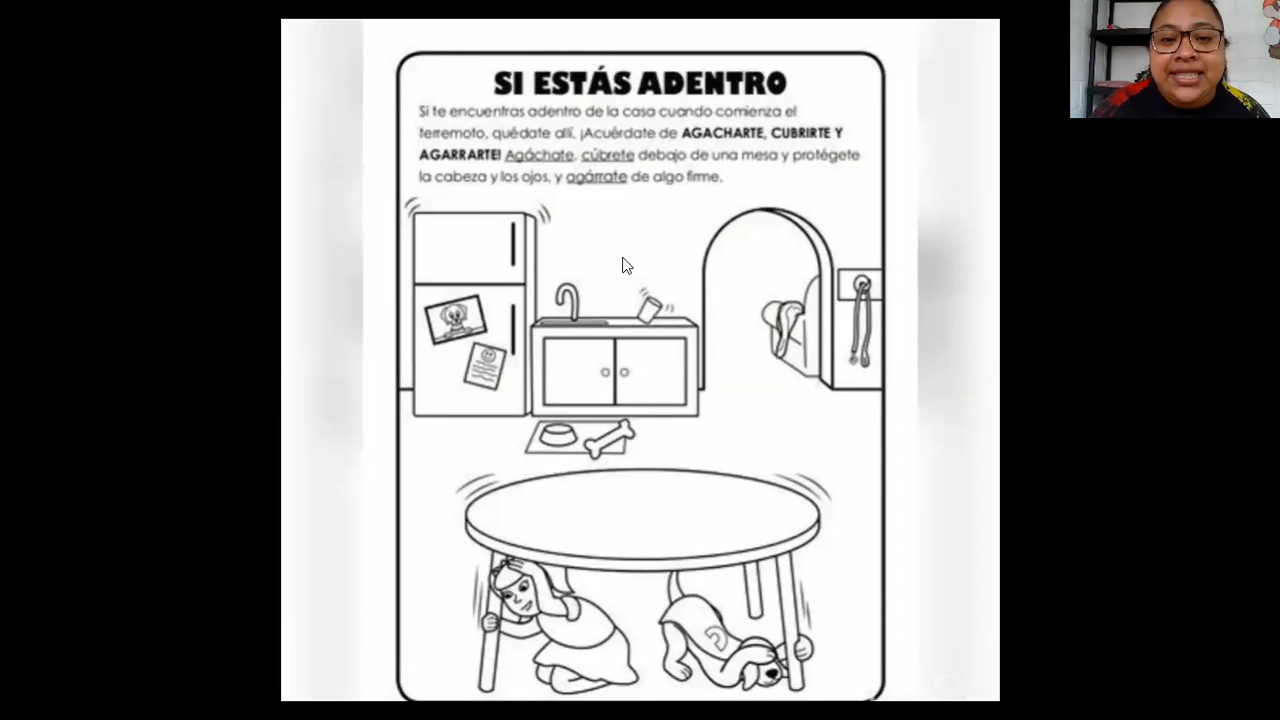 SI ESTÁS ADENTRO
Si te encuentras adentro de la casa cuando comienza el
terremoto, quédate allí. ¡Acuérdate de AGACHARTE, CUBRIRTE Y
AGARRARTE! Agáchate, cúbrete debajo de una mesa y protégete
la cabeza y los ojos, y agárrate de algo firme.